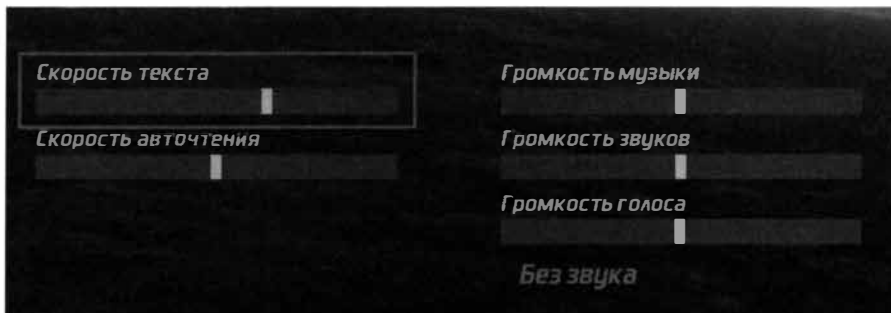 Скорость текста
Скорость авточтения
Громкость музыки
Громкость звуков
Громкость голоса
Без звука